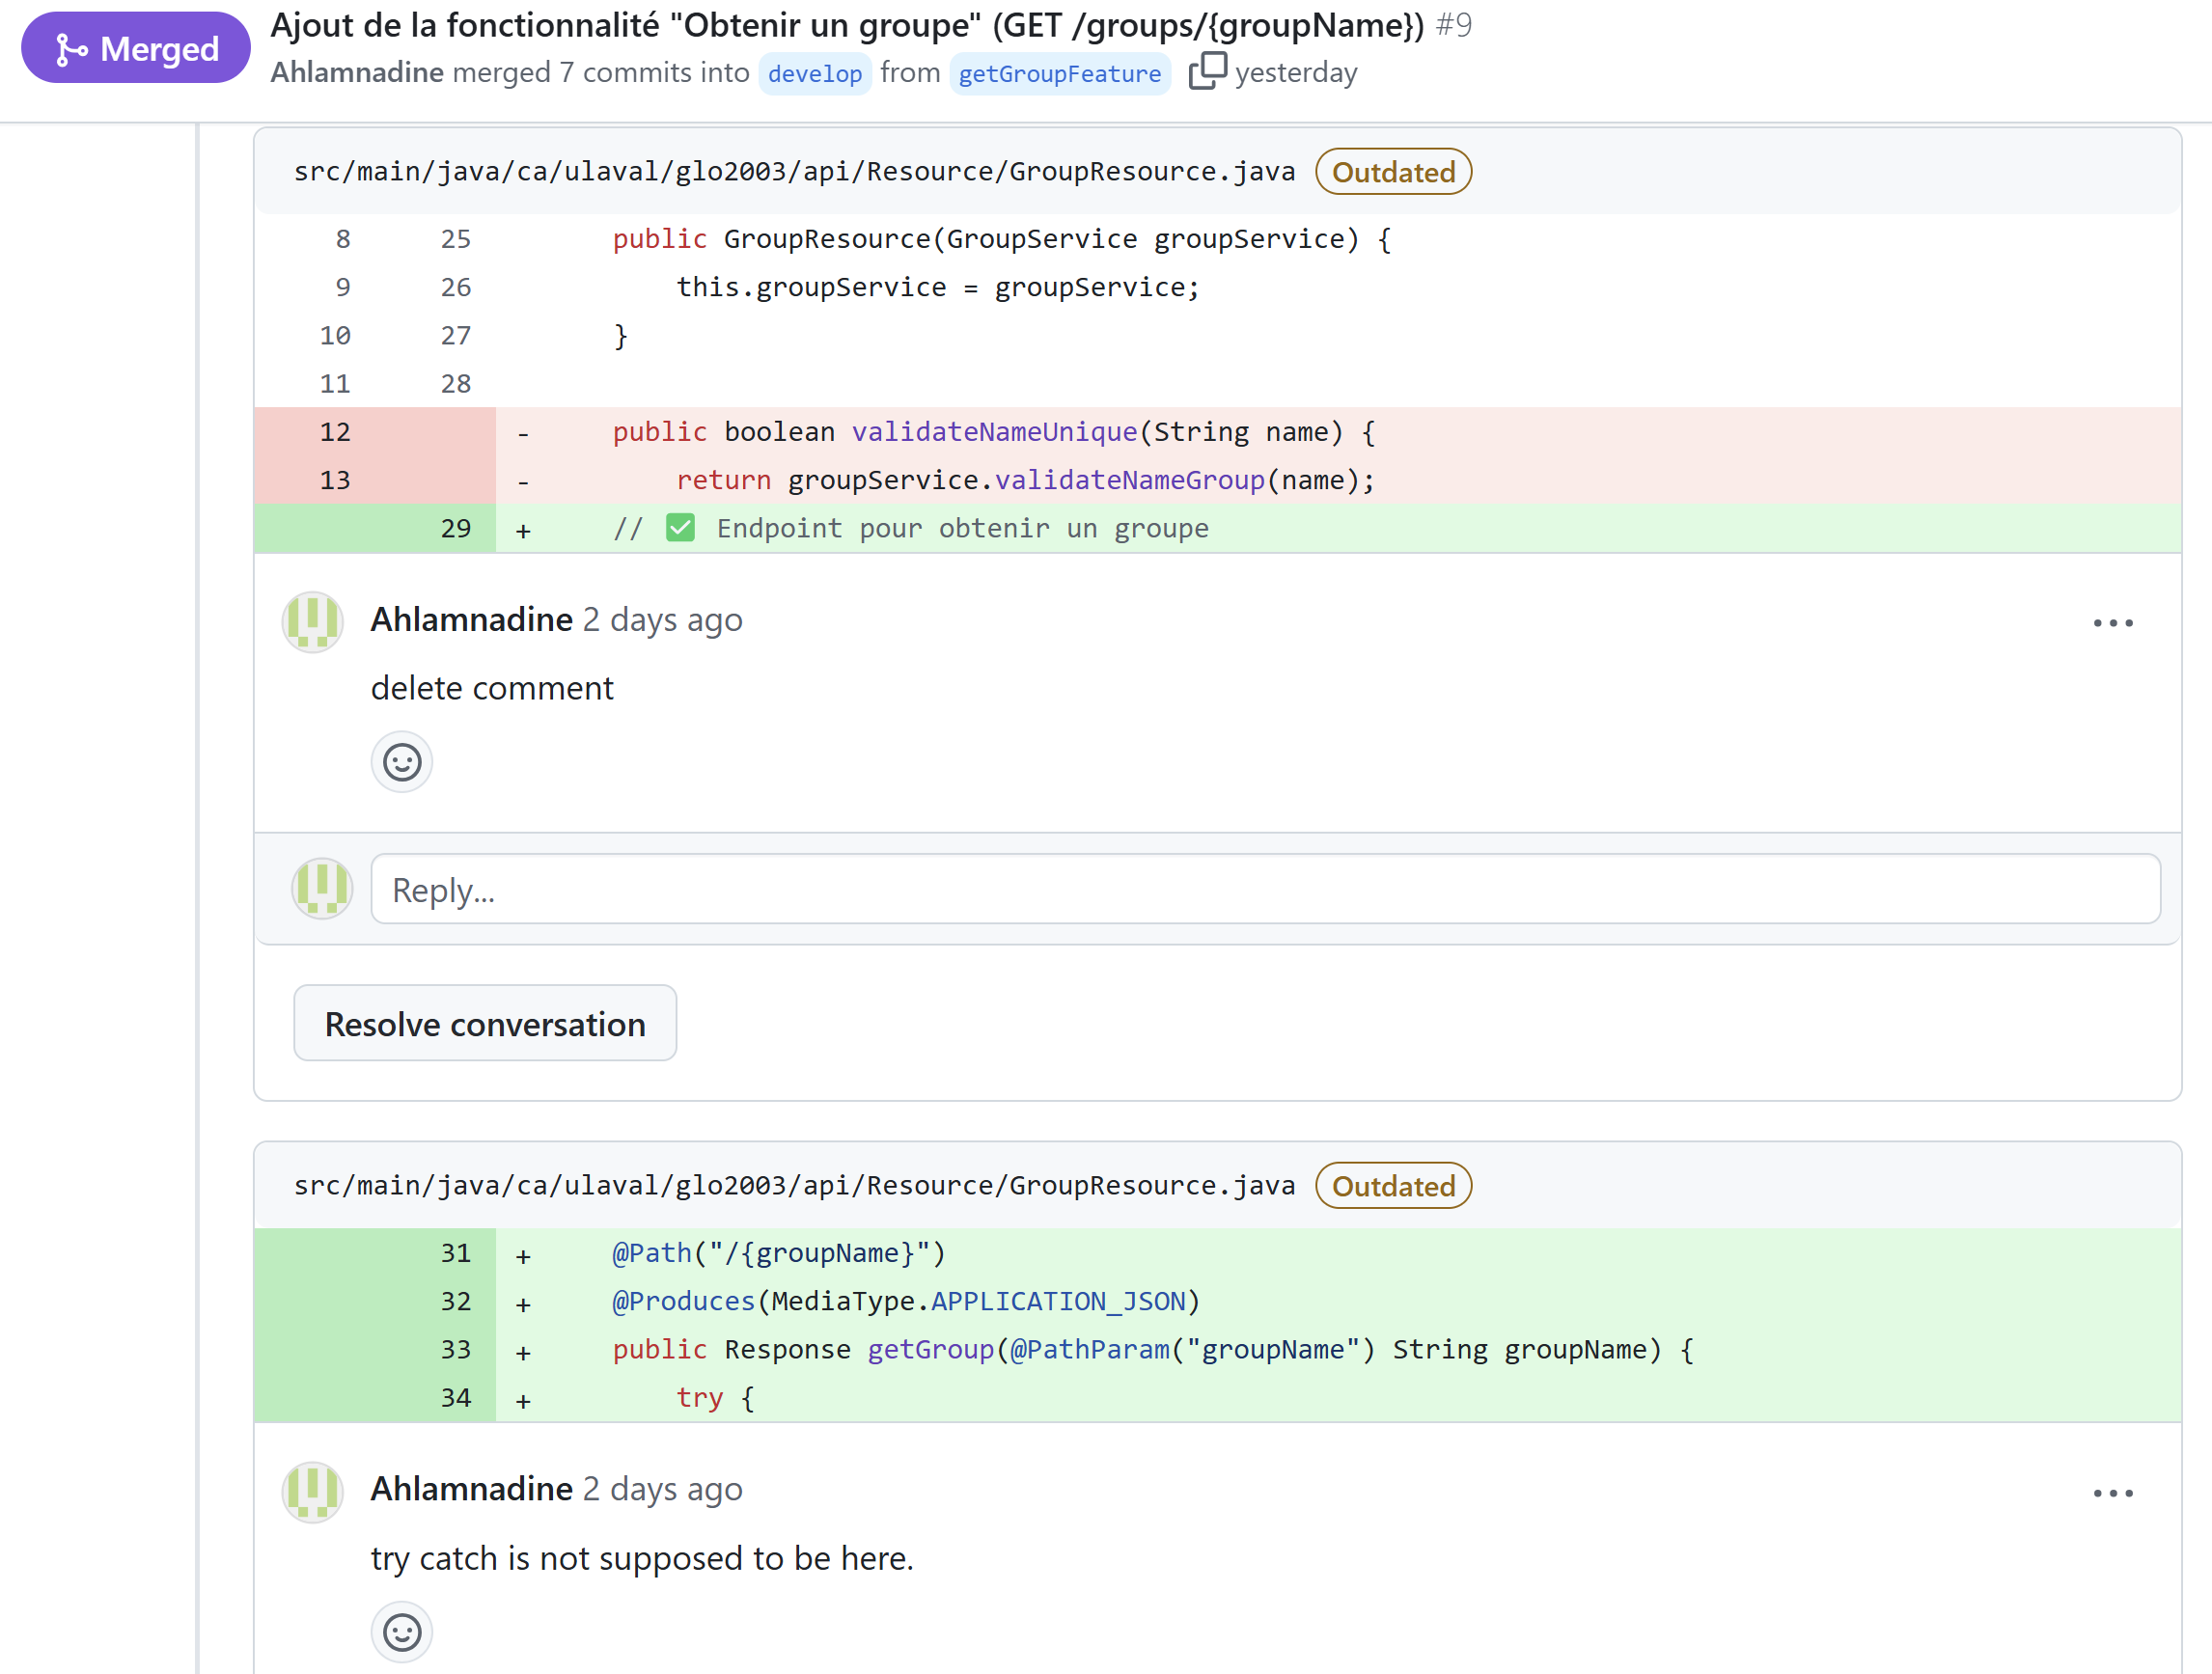 Merged
Ajout de la fonctionnalité "Obtenir un groupe" (GET /groups/{groupName}) #9
Ahlamnadine merged 7 commits into develop from getGroupFeature yesterday
src/main/java/ca/ulaval/glo2003/api/Resource/GroupResource.java Outdated
8 25 public GroupResource(GroupService groupService) {
9 26 this.groupService = groupService;
10 27 }
11 28
12 - public boolean validateNameUnique(String name) {
13 - return groupService.validateNameGroup(name);
29 + // ✅ Endpoint pour obtenir un groupe
Ahlamnadine 2 days ago
delete comment
Reply...
Resolve conversation
src/main/java/ca/ulaval/glo2003/api/Resource/GroupResource.java Outdated
31 + @Path("/{groupName}")
32 + @Produces(MediaType.APPLICATION_JSON)
33 + public Response getGroup(@PathParam("groupName") String groupName) {
34 + try {
Ahlamnadine 2 days ago
try catch is not supposed to be here.